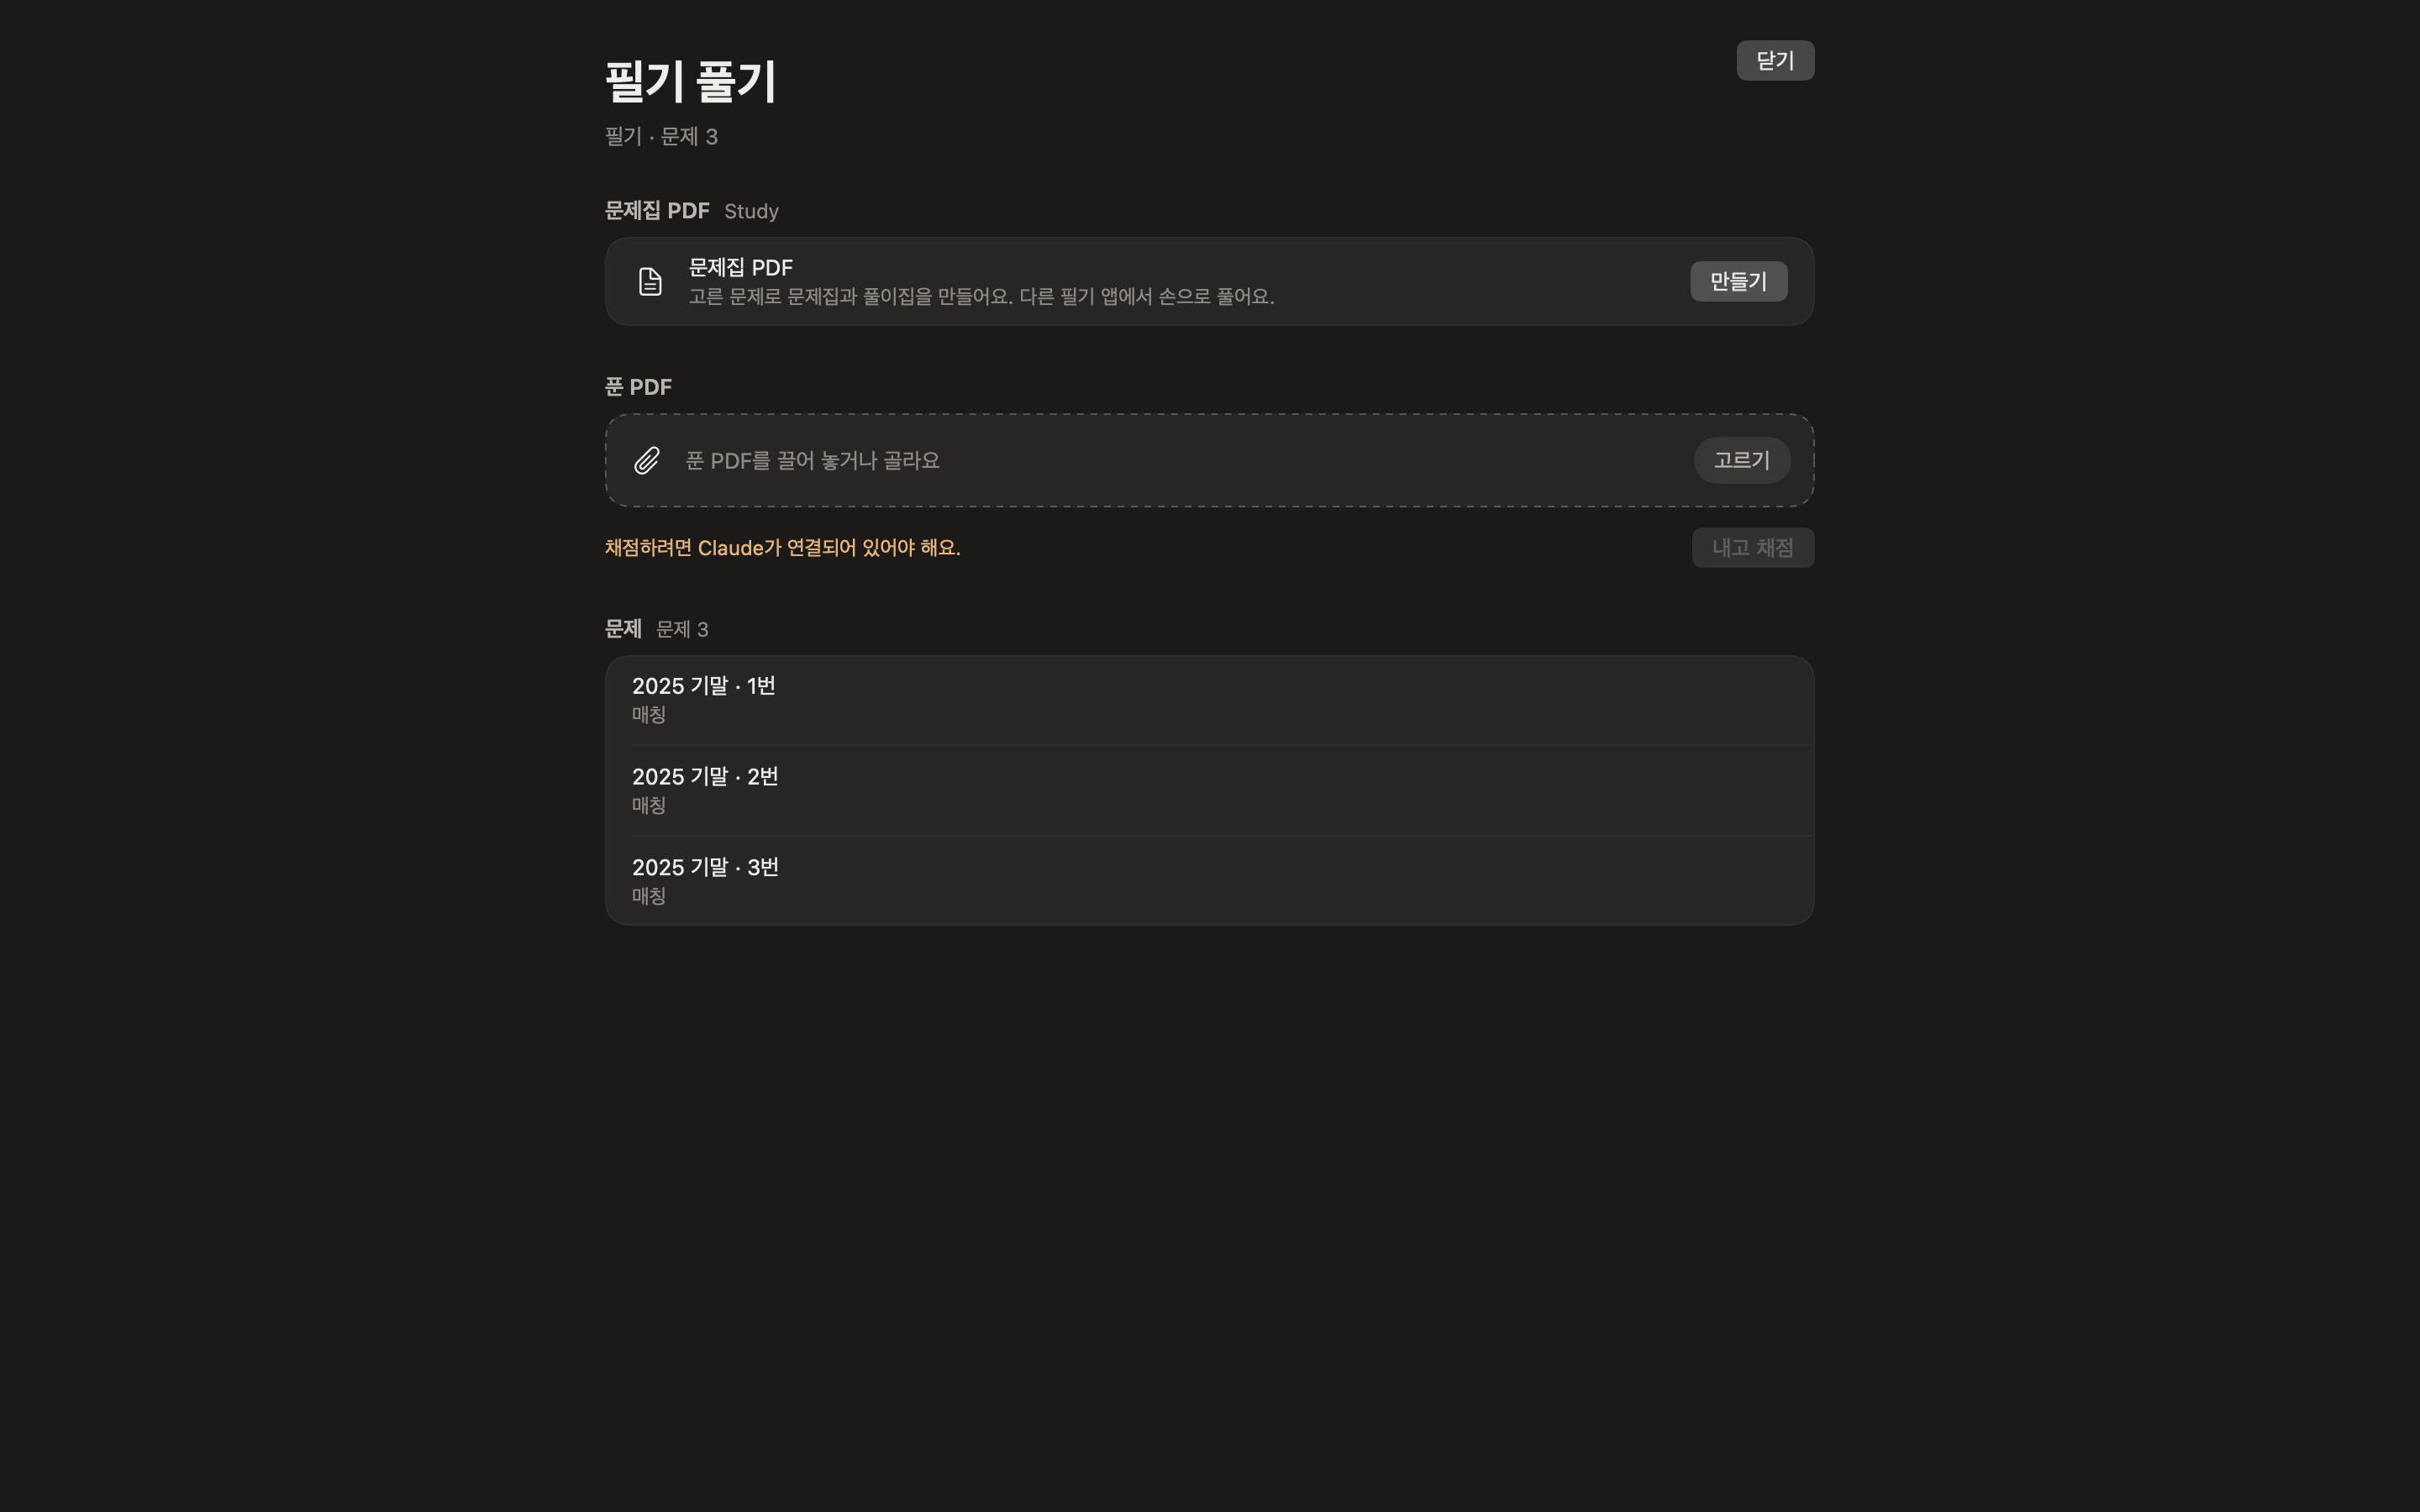 필기 풀기
닫기
필기 · 문제 3
문제집 PDF Study
문제집 PDF
고른 문제로 문제집과 풀이집을 만들어요. 다른 필기 앱에서 손으로 풀어요.
만들기
푼 PDF
푼 PDF를 끌어 놓거나 골라요
고르기
채점하려면 Claude가 연결되어 있어야 해요.
내고 채점
문제 문제 3
2025 기말 · 1번
매칭
2025 기말 · 2번
매칭
2025 기말 · 3번
매칭